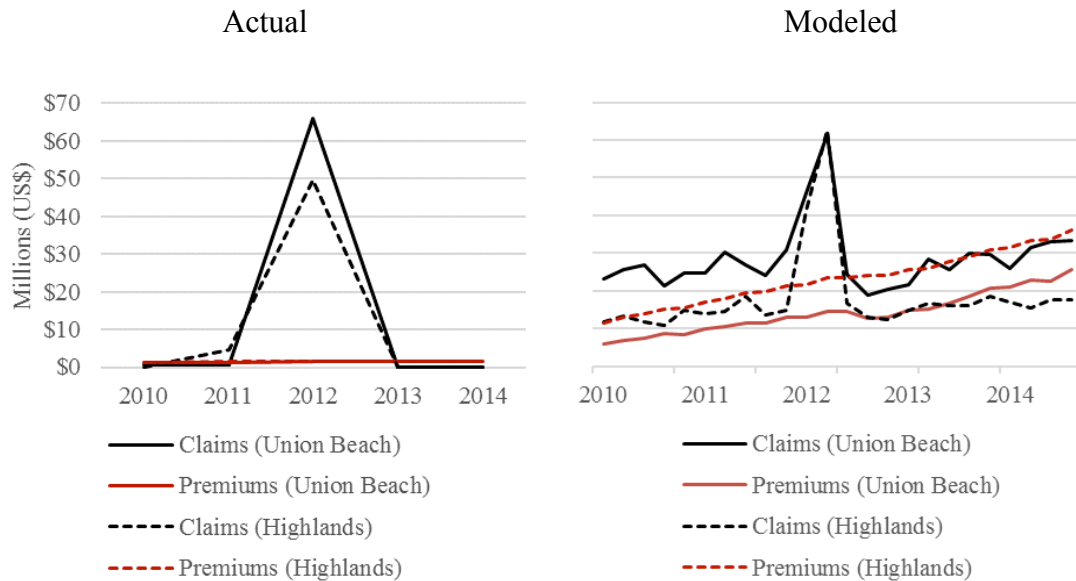 Actual
Modeled
Millions (US$)
$70
$60
$50
$40
$30
$20
$10
$0
2010 2011 2012 2013 2014
2010 2011 2012 2013 2014
Claims (Union Beach)
Premiums (Union Beach)
Claims (Highlands)
Premiums (Highlands)
Claims (Union Beach)
Premiums (Union Beach)
Claims (Highlands)
Premiums (Highlands)